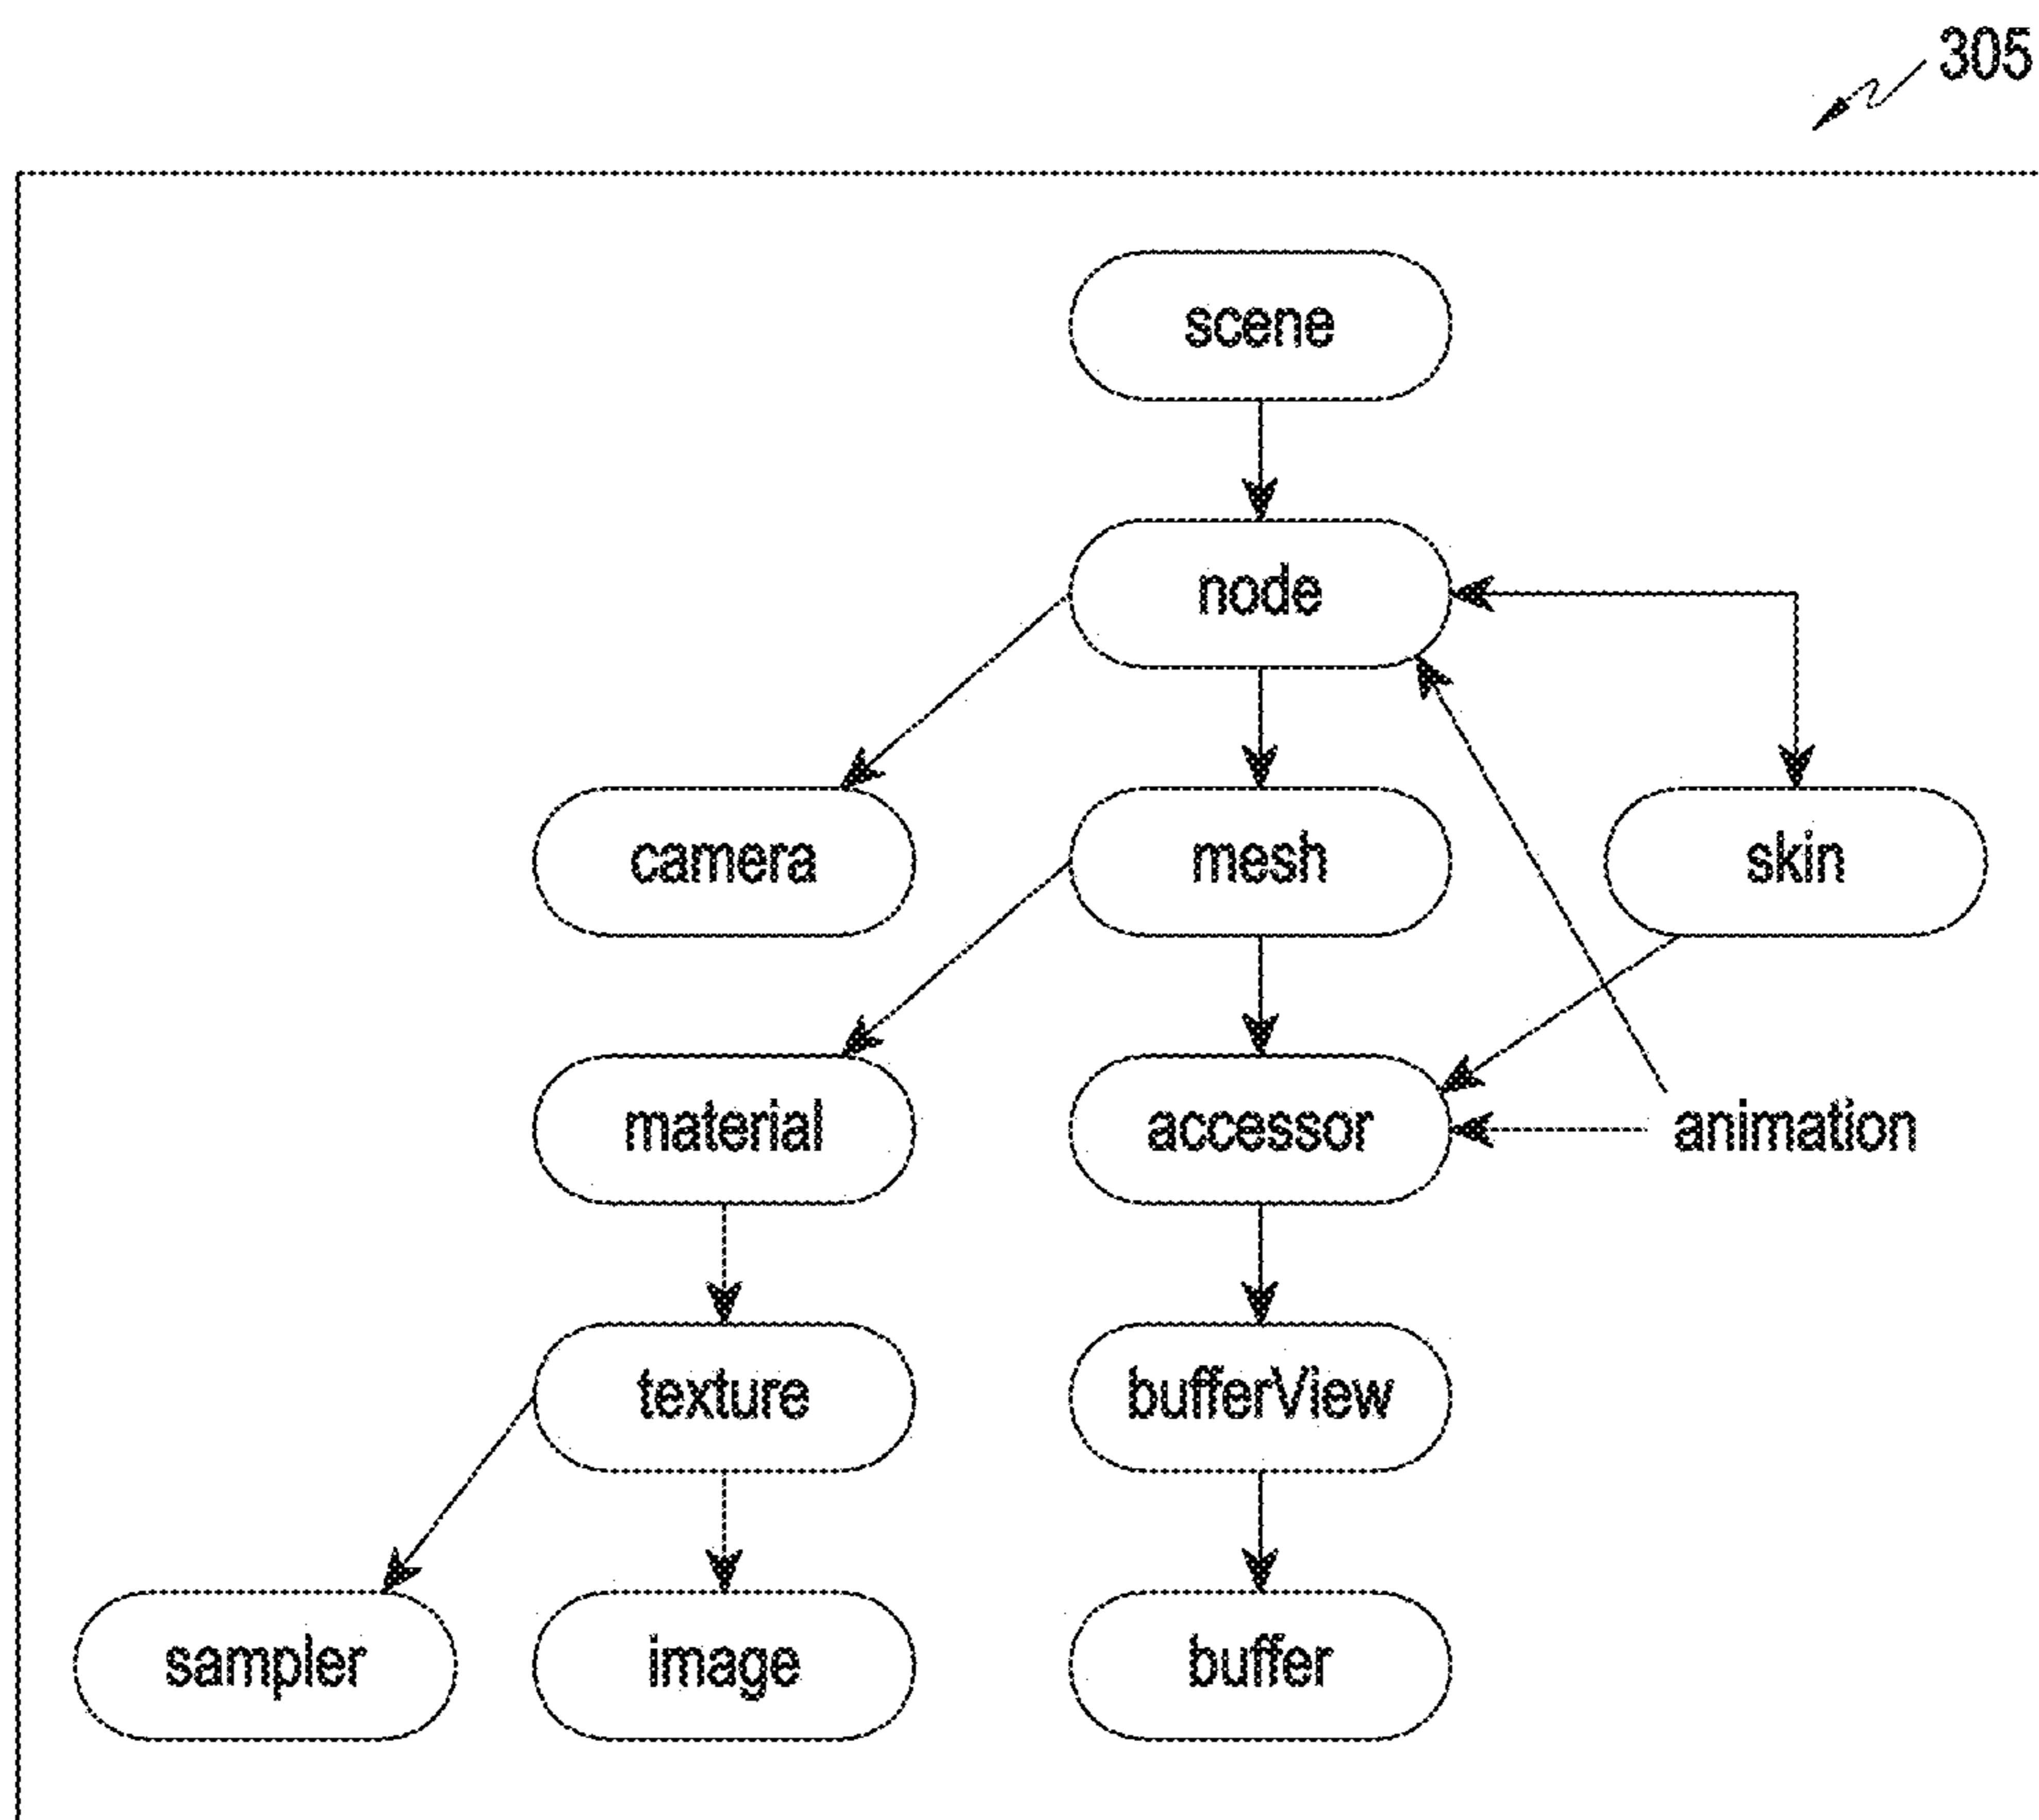 305
scene
node
camera
mesh
skin
material
accessor
animation
texture
bufferView
sampler
image
buffer